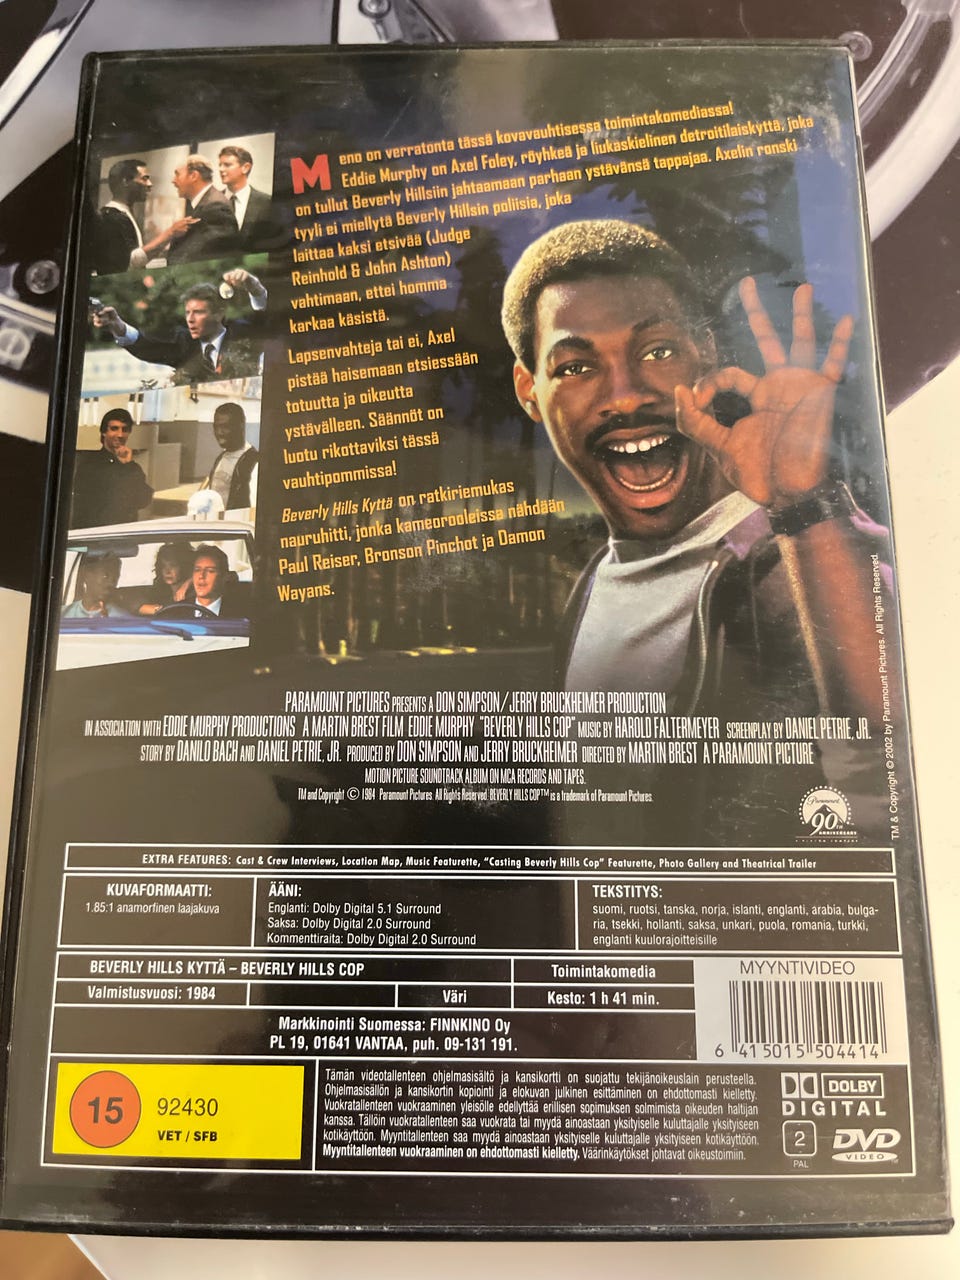 Meno on verratonta tässä kovavauhtisessa toimintakomediassa!
Eddie Murphy on Axel Foley, röyhkeä ja liukaskielinen detroitilaiskyttä, joka
on tullut Beverly Hillsiin jahtaamaan parhaan ystävänsä tappajaa. Axelin ronski
tyyli ei miellytä Beverly Hillsin poliisia, joka
laittaa kaksi etsivää (Judge
Reinhold & John Ashton)
vahtimaan, ettei homma
karkaa käsistä.
Lapsenvahteja tai ei, Axel
pistää haisemaan etsiessään
totuutta ja oikeutta
ystävälleen. Säännöt on
luotu rikottaviksi tässä
vauhtipommissa!
Beverly Hills Kyttä on ratkiriemukas
nauruhitti, jonka kameorooleissa nähdään
Paul Reiser, Bronson Pinchot ja Damon
Wayans.
PARAMOUNT PICTURES PRESENTS A DON SIMPSON/JERRY BRUCKHEIMER PRODUCTION
IN ASSOCIATION WITH EDDIE MURPHY PRODUCTIONS A MARTIN BREST FILM EDDIE MURPHY "BEVERLY HILLS COP" MUSIC BY HAROLD FALTERMEYER SCREENPLAY BY DANIEL PETRIE, JR.
STORY BY DANILO BACH AND DANIEL PETRIE, JR. PRODUCED BY DON SIMPSON AND JERRY BRUCKHEIMER DIRECTED BY MARTIN BREST A PARAMOUNT PICTURE
MOTION PICTURE SOUNDTRACK ALBUM ON MCA RECORDS AND TAPES.
TM and Copyright © 1984 Paramount Pictures. All Rights Reserved. BEVERLY HILLS COP™ is a trademark of Paramount Pictures.
TM & Copyright © 2002 by Paramount Pictures. All Rights Reserved.
Paramount
90TH
ANNIVERSARY
EXTRA FEATURES: Cast & Crew Interviews, Location Map, Music Featurette, "Casting Beverly Hills Cop" Featurette, Photo Gallery and Theatrical Trailer
KUVAFORMAATTI:
1.85:1 anamorfinen laajakuva
ÄÄNI:
Englanti: Dolby Digital 5.1 Surround
Saksa: Dolby Digital 2.0 Surround
Kommenttiraita: Dolby Digital 2.0 Surround
TEKSTITYS:
suomi, ruotsi, tanska, norja, islanti, englanti, arabia, bulga-
ria, tsekki, hollanti, saksa, unkari, puola, romania, turkki,
englanti kuulorajoitteisille
BEVERLY HILLS KYTTÄ – BEVERLY HILLS COP
Toimintakomedia
Valmistusvuosi: 1984
Väri
Kesto: 1 h 41 min.
Markkinointi Suomessa: FINNKINO Oy
PL 19, 01641 VANTAA, puh. 09-131 191.
MYYNTIVIDEO
6 415015 504414
15
92430
VET / SFB
Tämän videotallenteen ohjelmasisältö ja kansikortti on suojattu tekijänoikeuslain perusteella.
Ohjelmasisällön ja kansikortin kopiointi ja elokuvan julkinen esittäminen on ehdottomasti kielletty.
Vuokratallenteen vuokraaminen yleisölle edellyttää erillisen sopimuksen solmimista oikeuden haltijan
kanssa. Tällöin vuokratallenteen saa vuokrata tai myydä ainoastaan yksityiselle kuluttajalle yksityiseen
kotikäyttöön. Myyntitallenteen saa myydä ainoastaan yksityiselle kuluttajalle yksityiseen kotikäyttöön.
Myyntitallenteen vuokraaminen on ehdottomasti kielletty. Väärinkäytökset johtavat oikeustoimiin.
DOLBY
DIGITAL
2
PAL
DVD
VIDEO